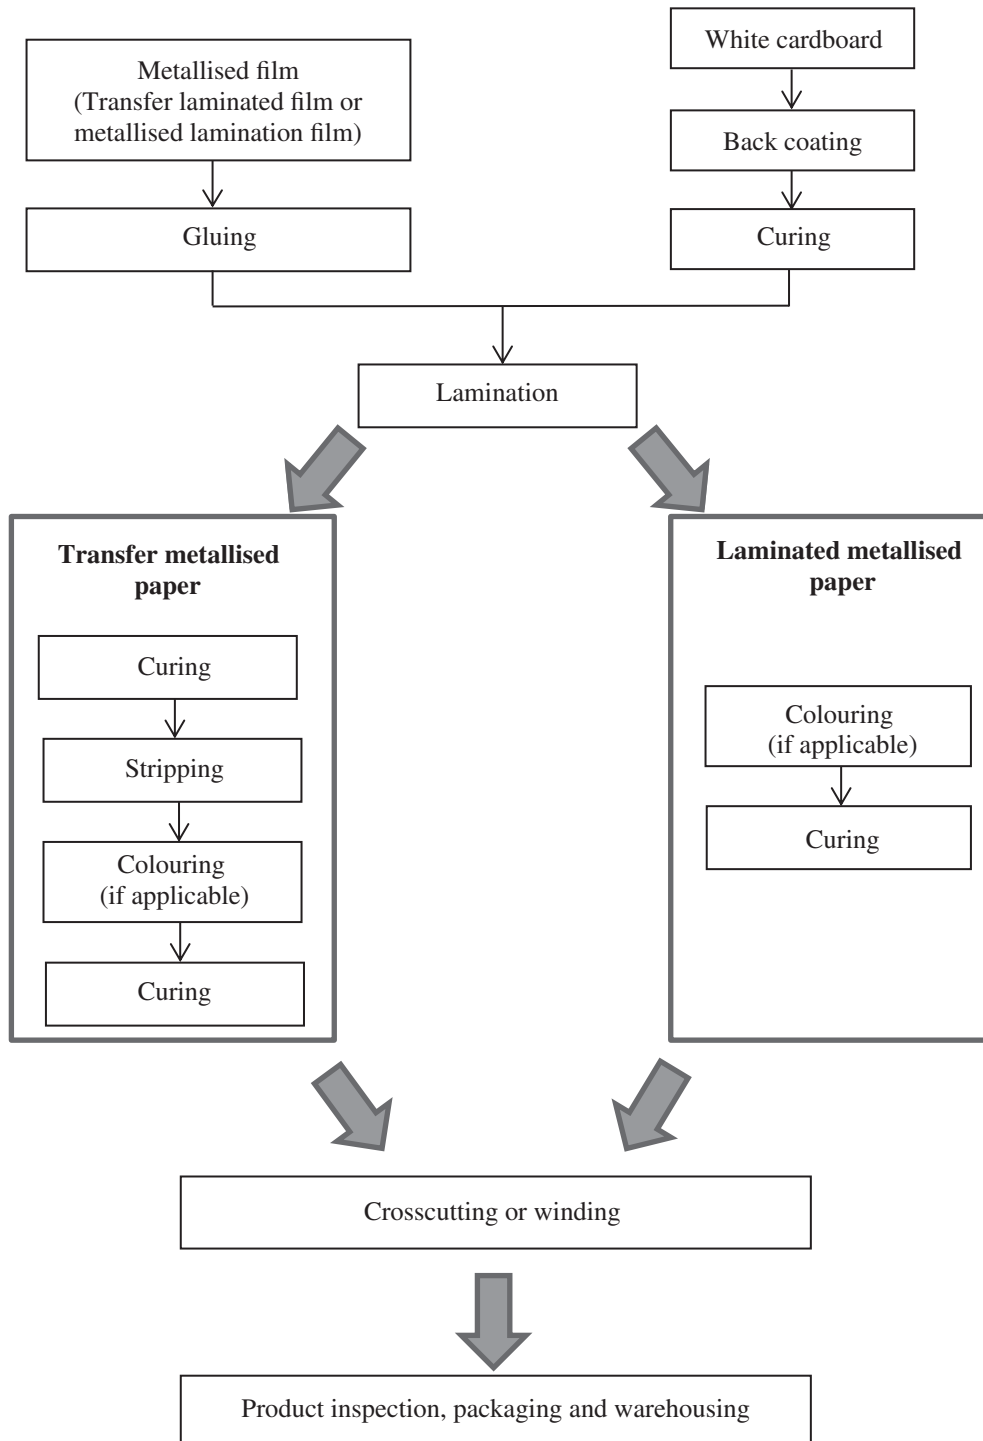 Metallised film
(Transfer laminated film or
metallised lamination film)
Gluing
White cardboard
Back coating
Curing
Lamination
Transfer metallised
paper
Curing
Stripping
Colouring
(if applicable)
Curing
Laminated metallised
paper
Colouring
(if applicable)
Curing
Crosscutting or winding
Product inspection, packaging and warehousing